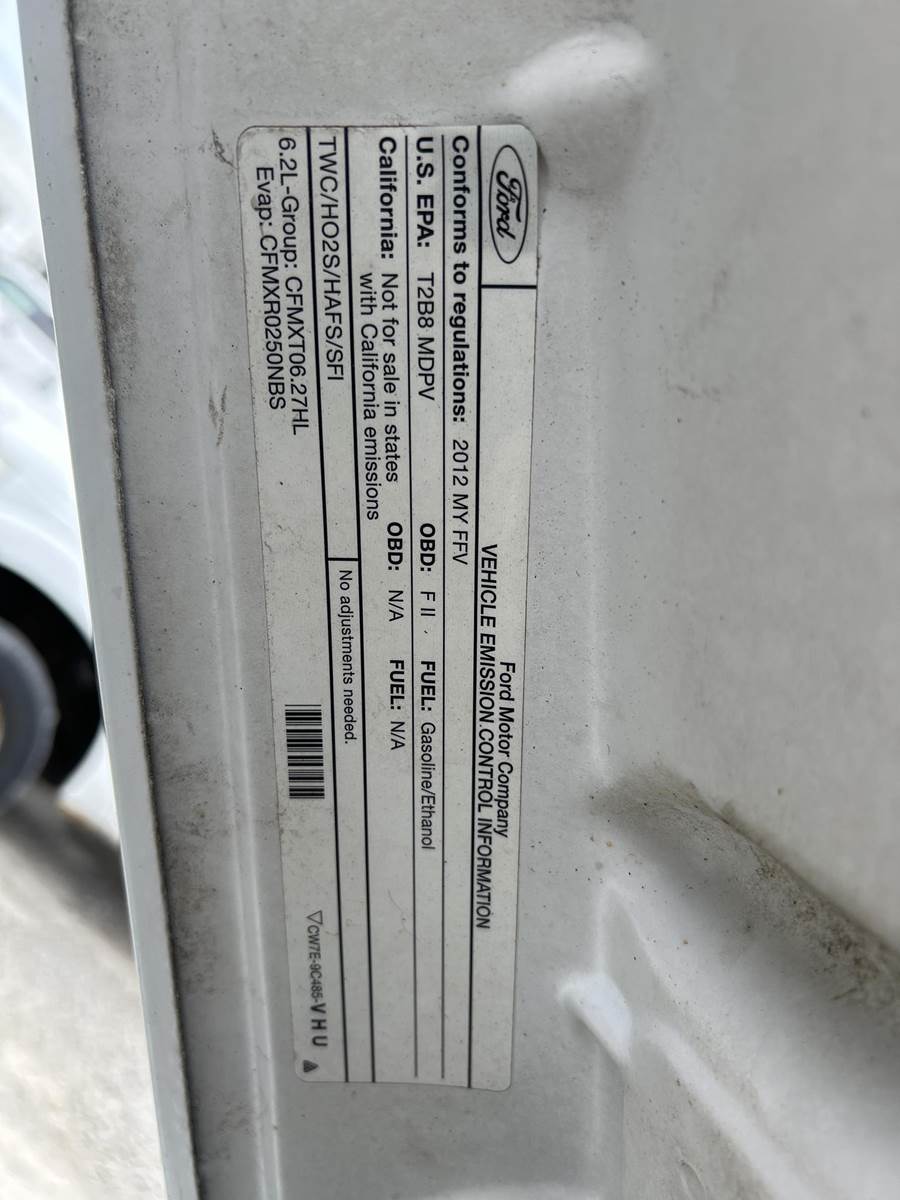 Ford
Ford Motor Company
VEHICLE EMISSION CONTROL INFORMATION
Conforms to regulations: 2012 MY FFV
U.S. EPA: T2B8 MDPV OBD: F II FUEL: Gasoline/Ethanol
California: Not for sale in states with California emissions OBD: N/A FUEL: N/A
TWC/HO2S/HAFS/SFI No adjustments needed.
6.2L-Group: CFMXT06.27HL
Evap: CFMXR0250NBS
CW7E-9C485-VHU